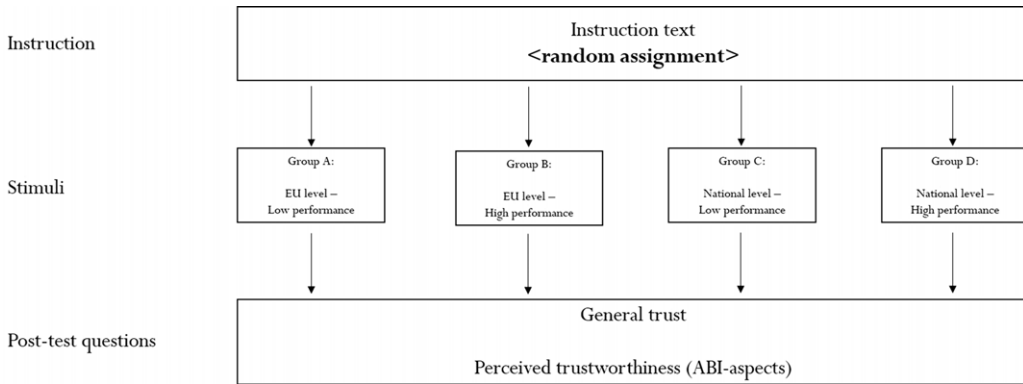 Instruction
Instruction text
<random assignment>
Stimuli
Group A:
EU level –
Low performance
Group B:
EU level –
High performance
Group C:
National level –
Low performance
Group D:
National level –
High performance
Post-test questions
General trust
Perceived trustworthiness (ABI-aspects)